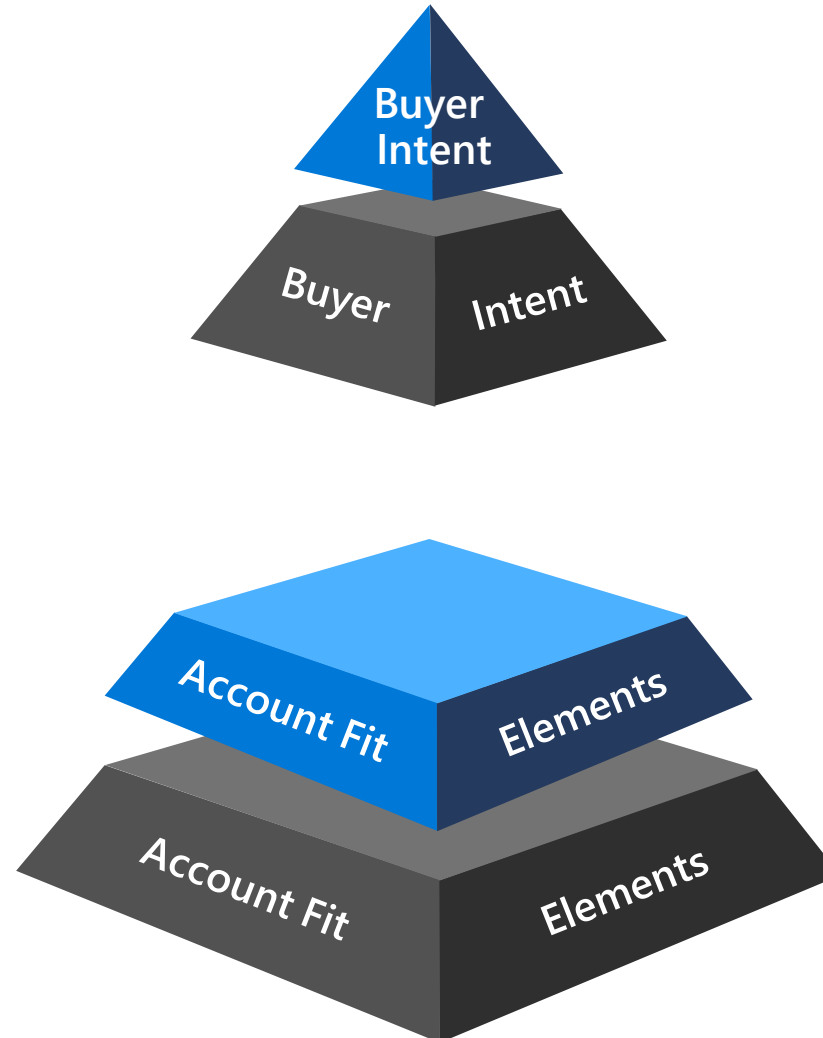 Buyer
Intent
Buyer Intent
Account Fit Elements
Account Fit Elements